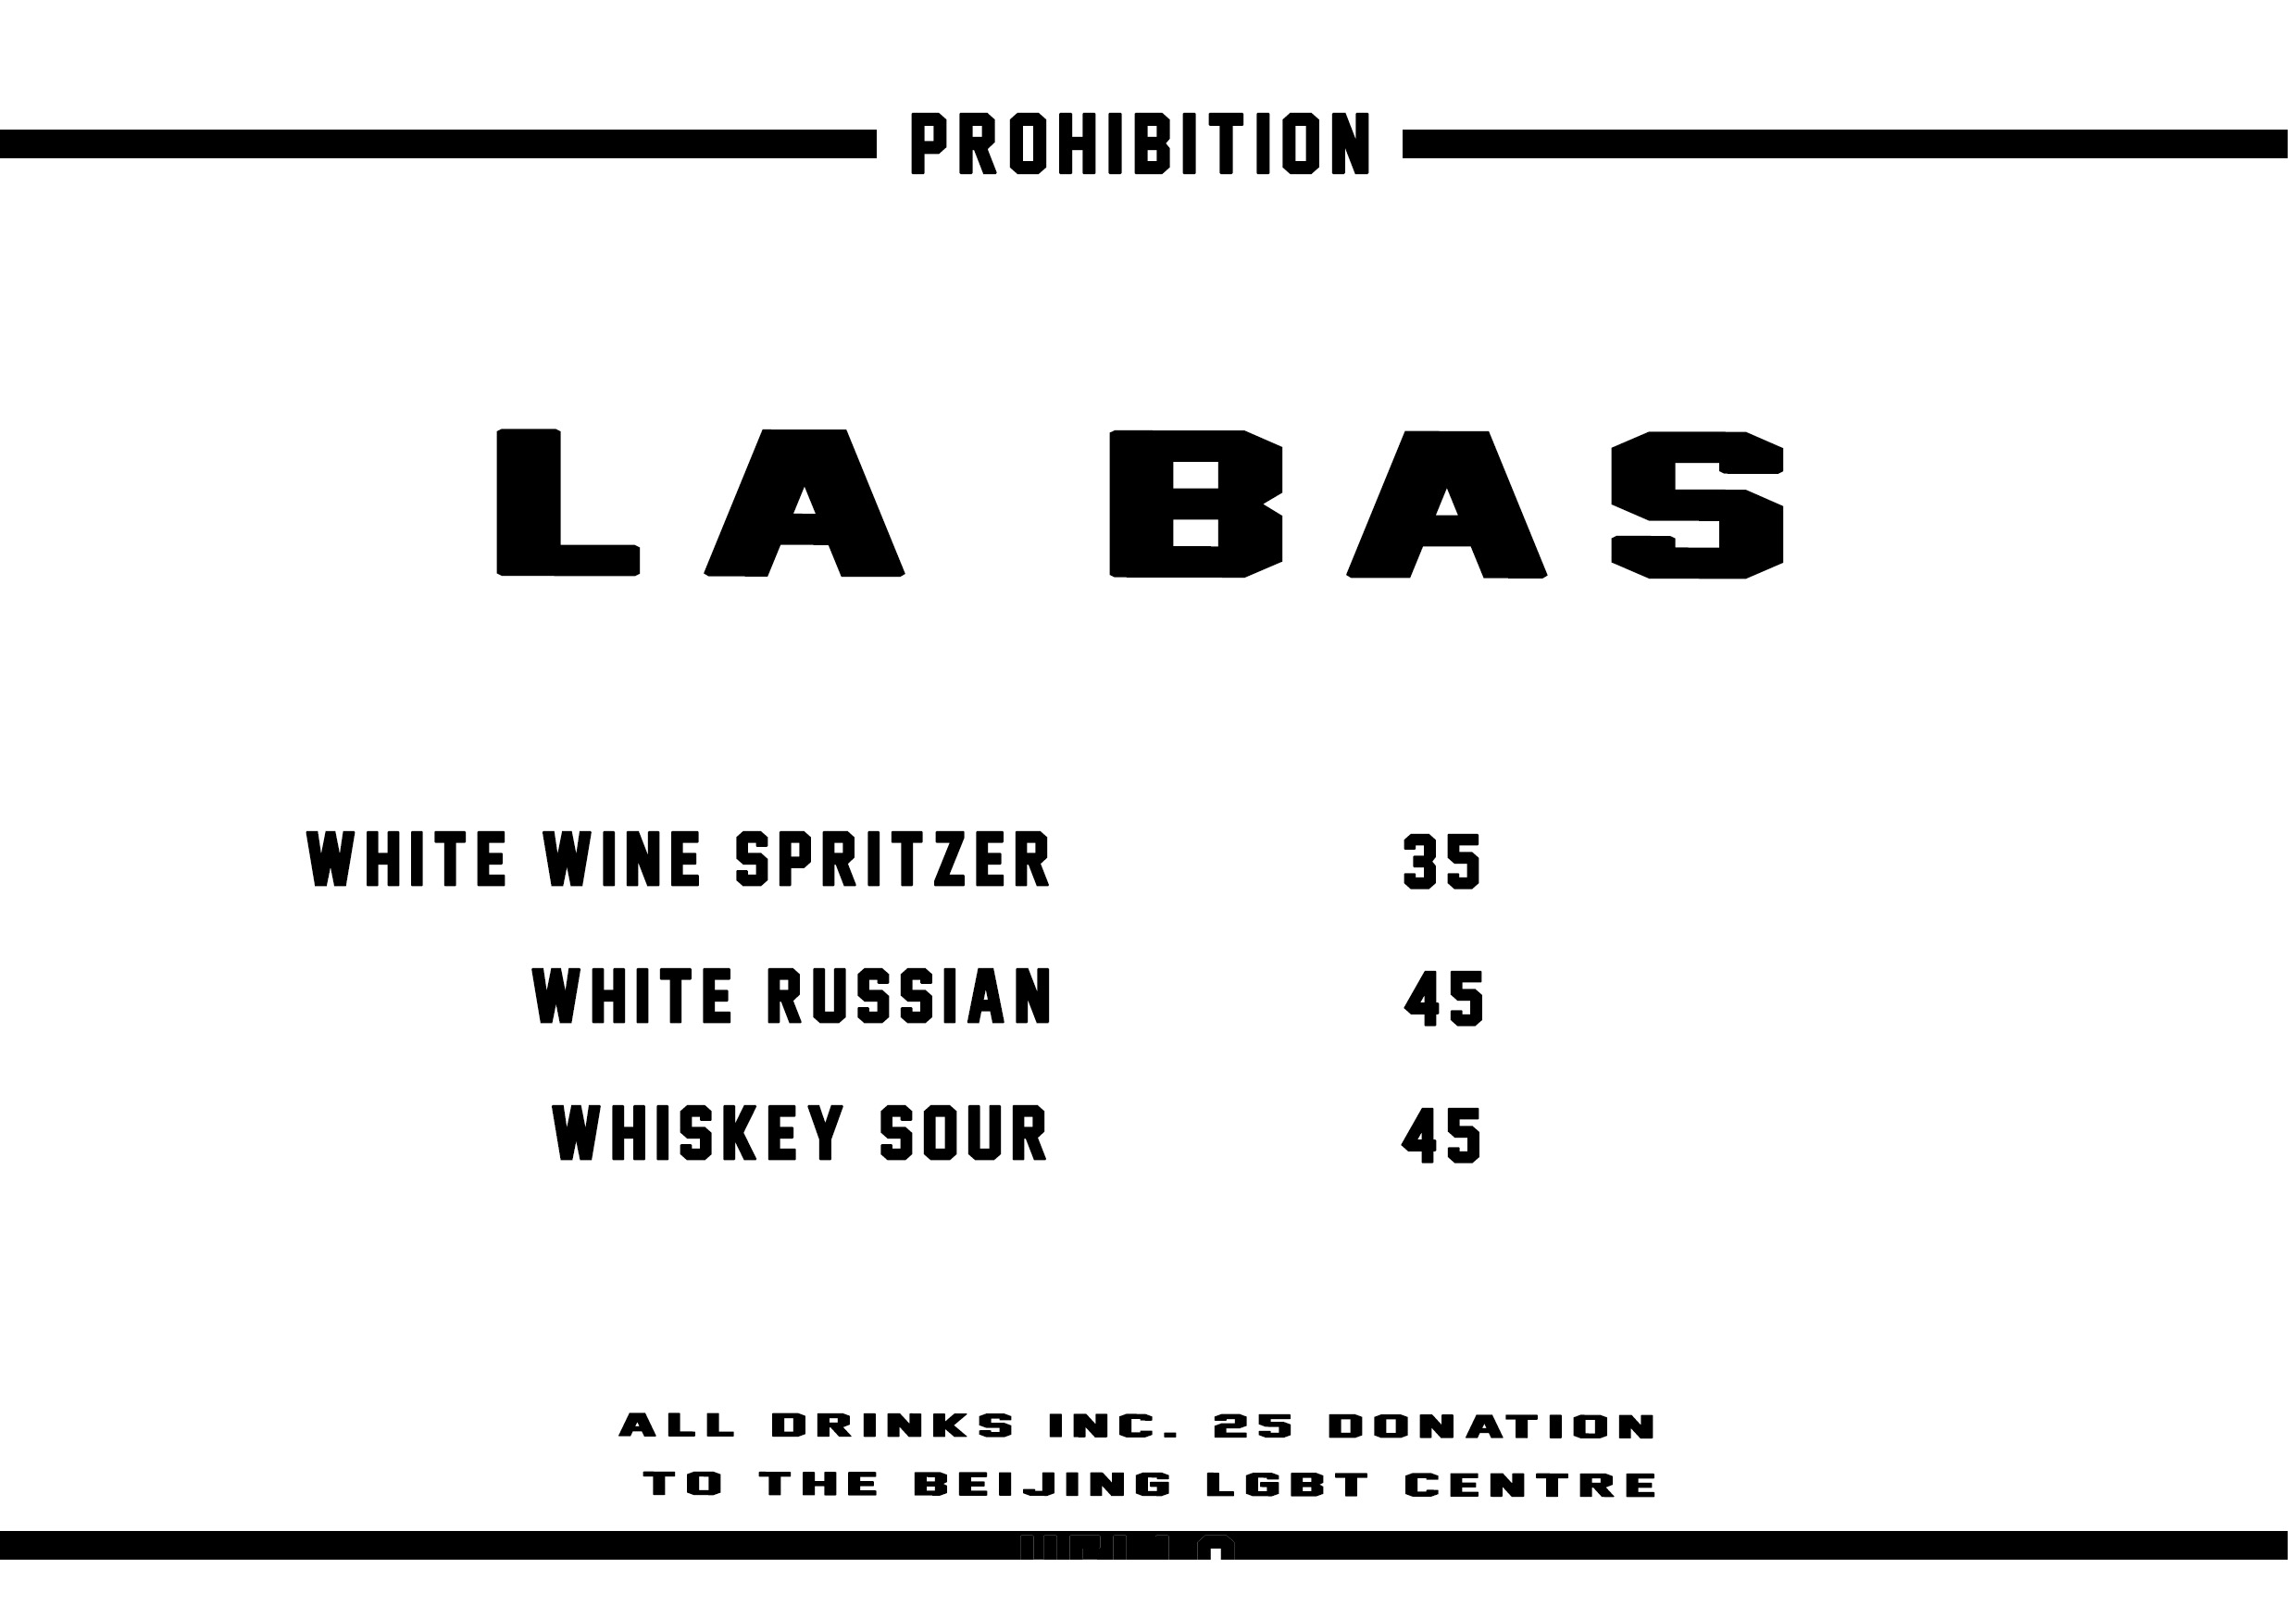 PROHIBITION
LA BAS
WHITE WINE SPRITZER 35
WHITE RUSSIAN 45
WHISKEY SOUR 45
ALL DRINKS INC. 25 DONATION
TO THE BEIJING LGBT CENTRE